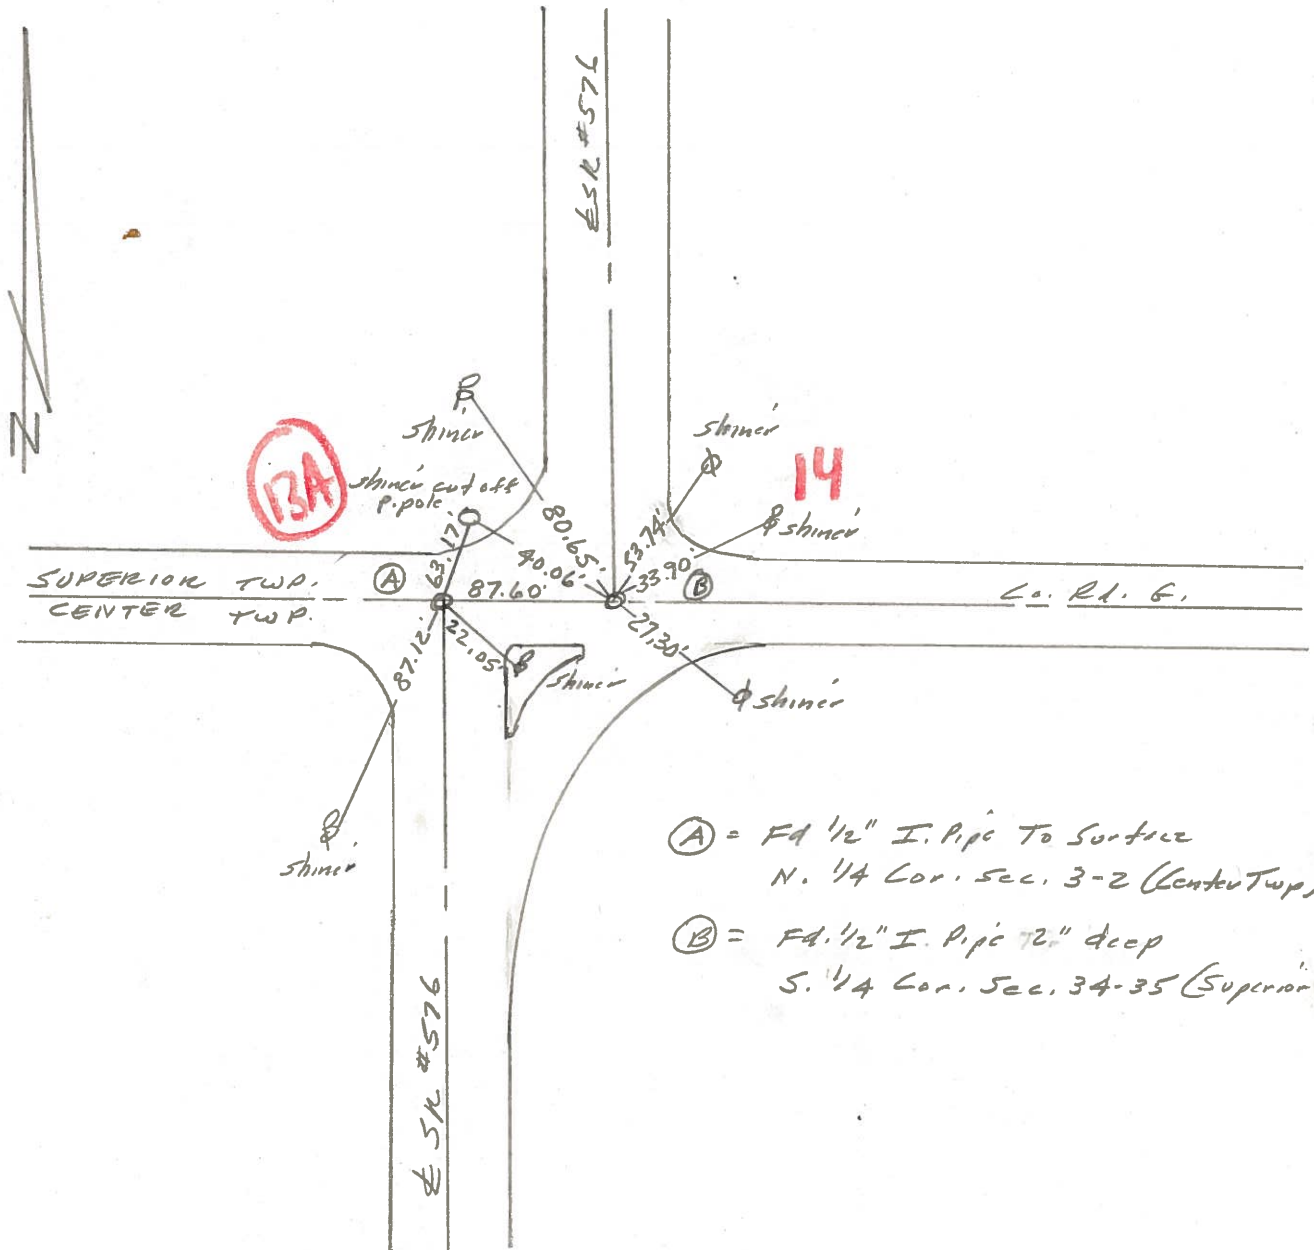 ℄ SR #576
shiner
shiner
13A
14
shiner cut off
p.pole
shiner
80.65'
53.74'
63.17'
40.06'
33.90'
SUPERIOR TWP.
A
87.60'
B
Co. Rd. G.
CENTER TWP.
87.12'
22.05'
27.30'
shiner
shiner
shiner
A = Fd 1/2" I. Pipe To Surface
N. 1/4 Cor. Sec. 3-2 (Center Twp.)
B = Fd. 1/2" I. Pipe 2" deep
S. 1/4 Cor. Sec. 34-35 (Superior
℄ SR #576
N